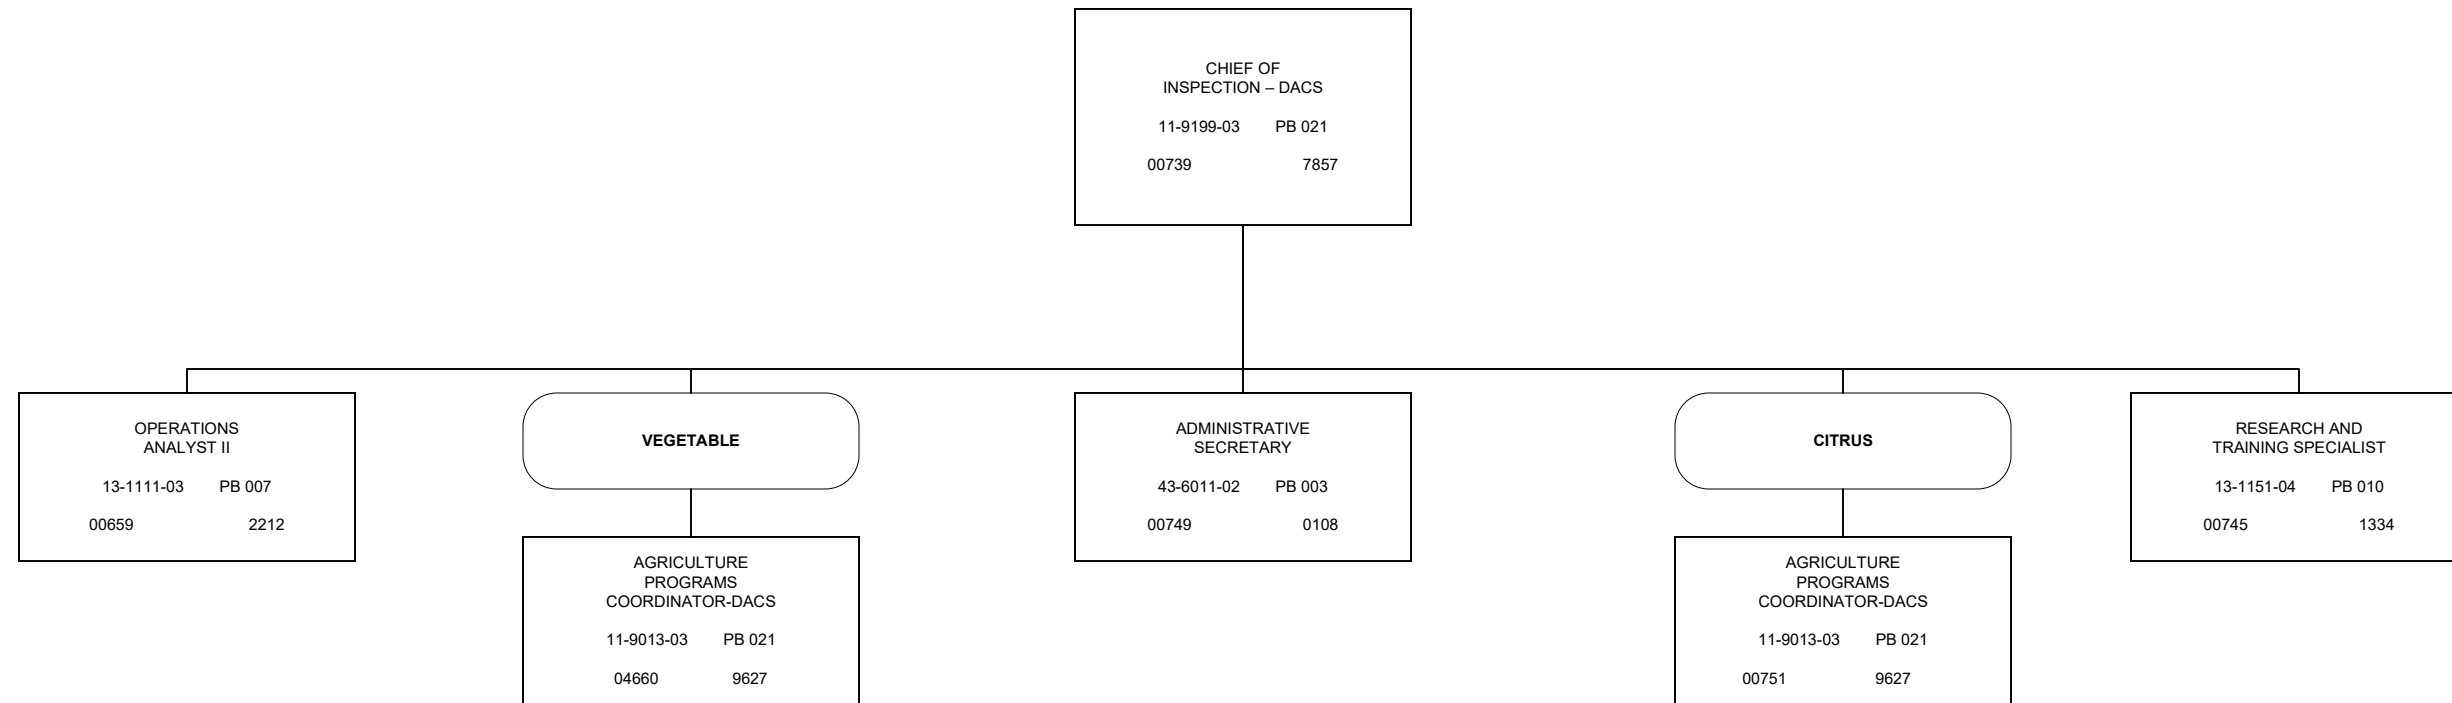 CHIEF OF
INSPECTION – DACS
11-9199-03 PB 021
00739 7857
OPERATIONS
ANALYST II
13-1111-03 PB 007
00659 2212
VEGETABLE
AGRICULTURE
PROGRAMS
COORDINATOR-DACS
11-9013-03 PB 021
04660 9627
ADMINISTRATIVE
SECRETARY
43-6011-02 PB 003
00749 0108
CITRUS
AGRICULTURE
PROGRAMS
COORDINATOR-DACS
11-9013-03 PB 021
00751 9627
RESEARCH AND
TRAINING SPECIALIST
13-1151-04 PB 010
00745 1334